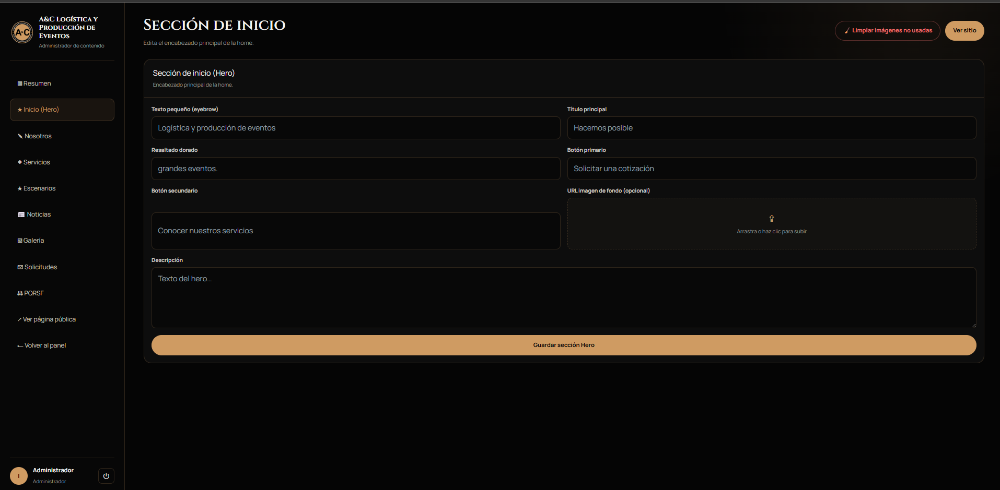 A&C Logística y
Producción de
Eventos
Administrador de contenido
A&C
Resumen
Inicio (Hero)
Nosotros
Servicios
Escenarios
Noticias
Galería
Solicitudes
PQRSF
Ver página pública
Volver al panel
I
Administrador
Administrador
Sección de inicio
Edita el encabezado principal de la home.
Limpiar imágenes no usadas
Ver sitio
Sección de inicio (Hero)
Encabezado principal de la home.
Texto pequeño (eyebrow)
Logística y producción de eventos
Título principal
Hacemos posible
Resaltado dorado
grandes eventos.
Botón primario
Solicitar una cotización
Botón secundario
Conocer nuestros servicios
URL imagen de fondo (opcional)
Arrastra o haz clic para subir
Descripción
Texto del hero...
Guardar sección Hero